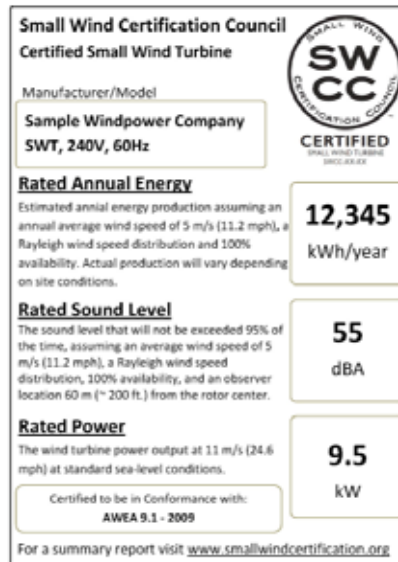 Small Wind Certification Council
Certified Small Wind Turbine
SMALL WIND
SW
CC
CERTIFICATION COUNCIL
CERTIFIED
SMALL WIND TURBINE
Manufacturer/Model
Sample Windpower Company
SWT, 240V, 60Hz
Rated Annual Energy
Estimated annial energy production assuming an
annual average wind speed of 5 m/s (11.2 mph), a
Rayleigh wind speed distribution and 100%
availability. Actual production will vary depending
on site conditions.
12,345
kWh/year
Rated Sound Level
The sound level that will not be exceeded 95% of
the time, assuming an average wind speed of 5
m/s (11.2 mph), a Rayleigh wind speed
distribution, 100% availability, and an observer
location 60 m (~ 200 ft.) from the rotor center.
55
dBA
Rated Power
The wind turbine power output at 11 m/s (24.6
mph) at standard sea-level conditions.
9.5
kW
Certified to be in Conformance with:
AWEA 9.1 - 2009
For a summary report visit www.smallwindcertification.org